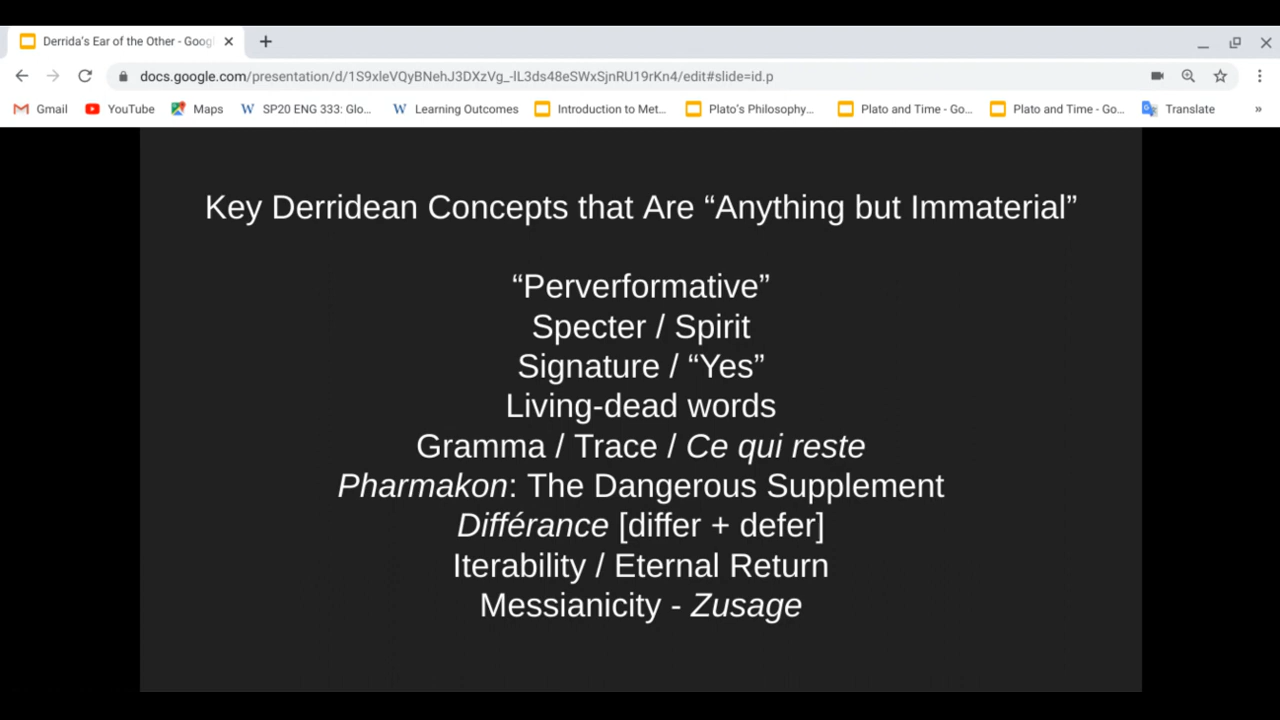 Derrida's Ear of the Other - Goog
docs.google.com/presentation/d/1S9xleVQyBNehJ3DXzVg_-lL3ds48eSWxSjnRU19rKn4/edit#slide=id.p
Gmail YouTube Maps SP20 ENG 333: Glo... Learning Outcomes Introduction to Met... Plato's Philosophy... Plato and Time - Go... Plato and Time - Go... Translate »
Key Derridean Concepts that Are “Anything but Immaterial”
“Perverformative”
Specter / Spirit
Signature / “Yes”
Living-dead words
Gramma / Trace / Ce qui reste
Pharmakon: The Dangerous Supplement
Différance [differ + defer]
Iterability / Eternal Return
Messianicity - Zusage